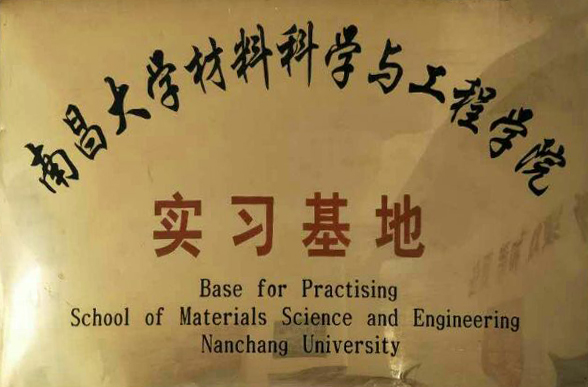 南昌大学材料科学与工程学院
实习基地
Base for Practising
School of Materials Science and Engineering
Nanchang University